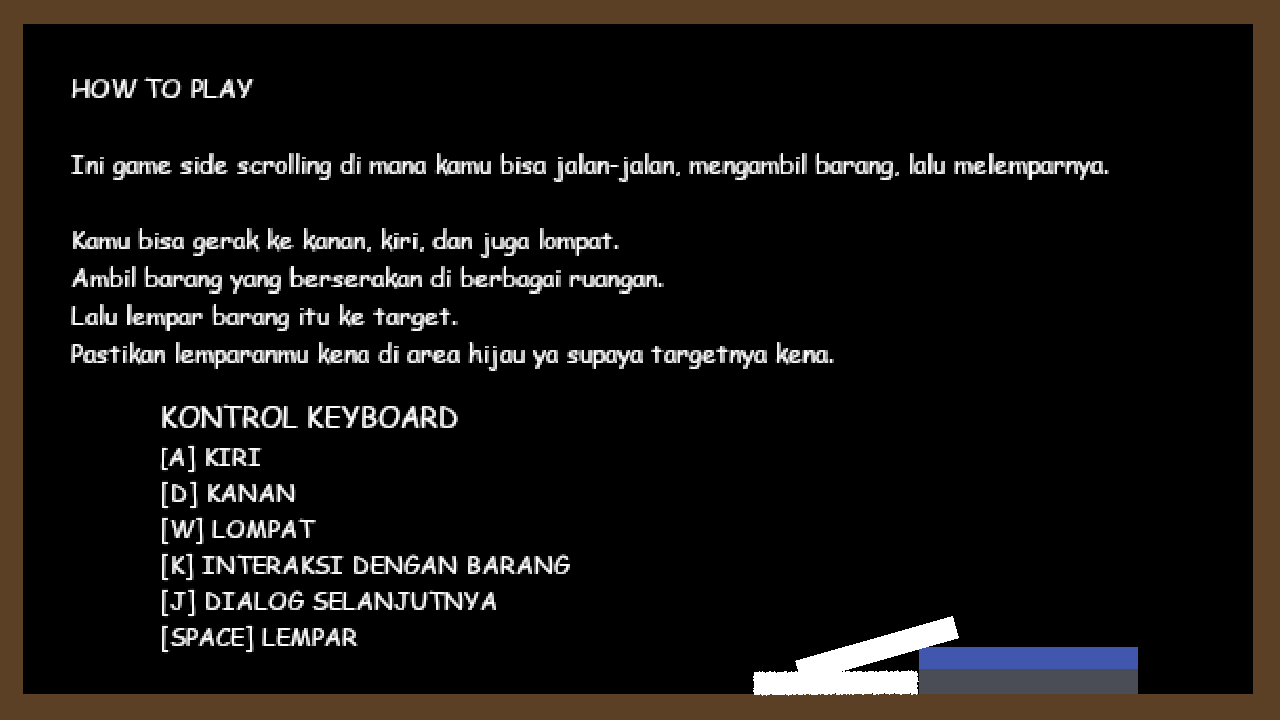 HOW TO PLAY
Ini game side scrolling di mana kamu bisa jalan-jalan, mengambil barang, lalu melemparnya.
Kamu bisa gerak ke kanan, kiri, dan juga lompat.
Ambil barang yang berserakan di berbagai ruangan.
Lalu lempar barang itu ke target.
Pastikan lemparanmu kena di area hijau ya supaya targetnya kena.
KONTROL KEYBOARD
[A] KIRI
[D] KANAN
[W] LOMPAT
[K] INTERAKSI DENGAN BARANG
[J] DIALOG SELANJUTNYA
[SPACE] LEMPAR